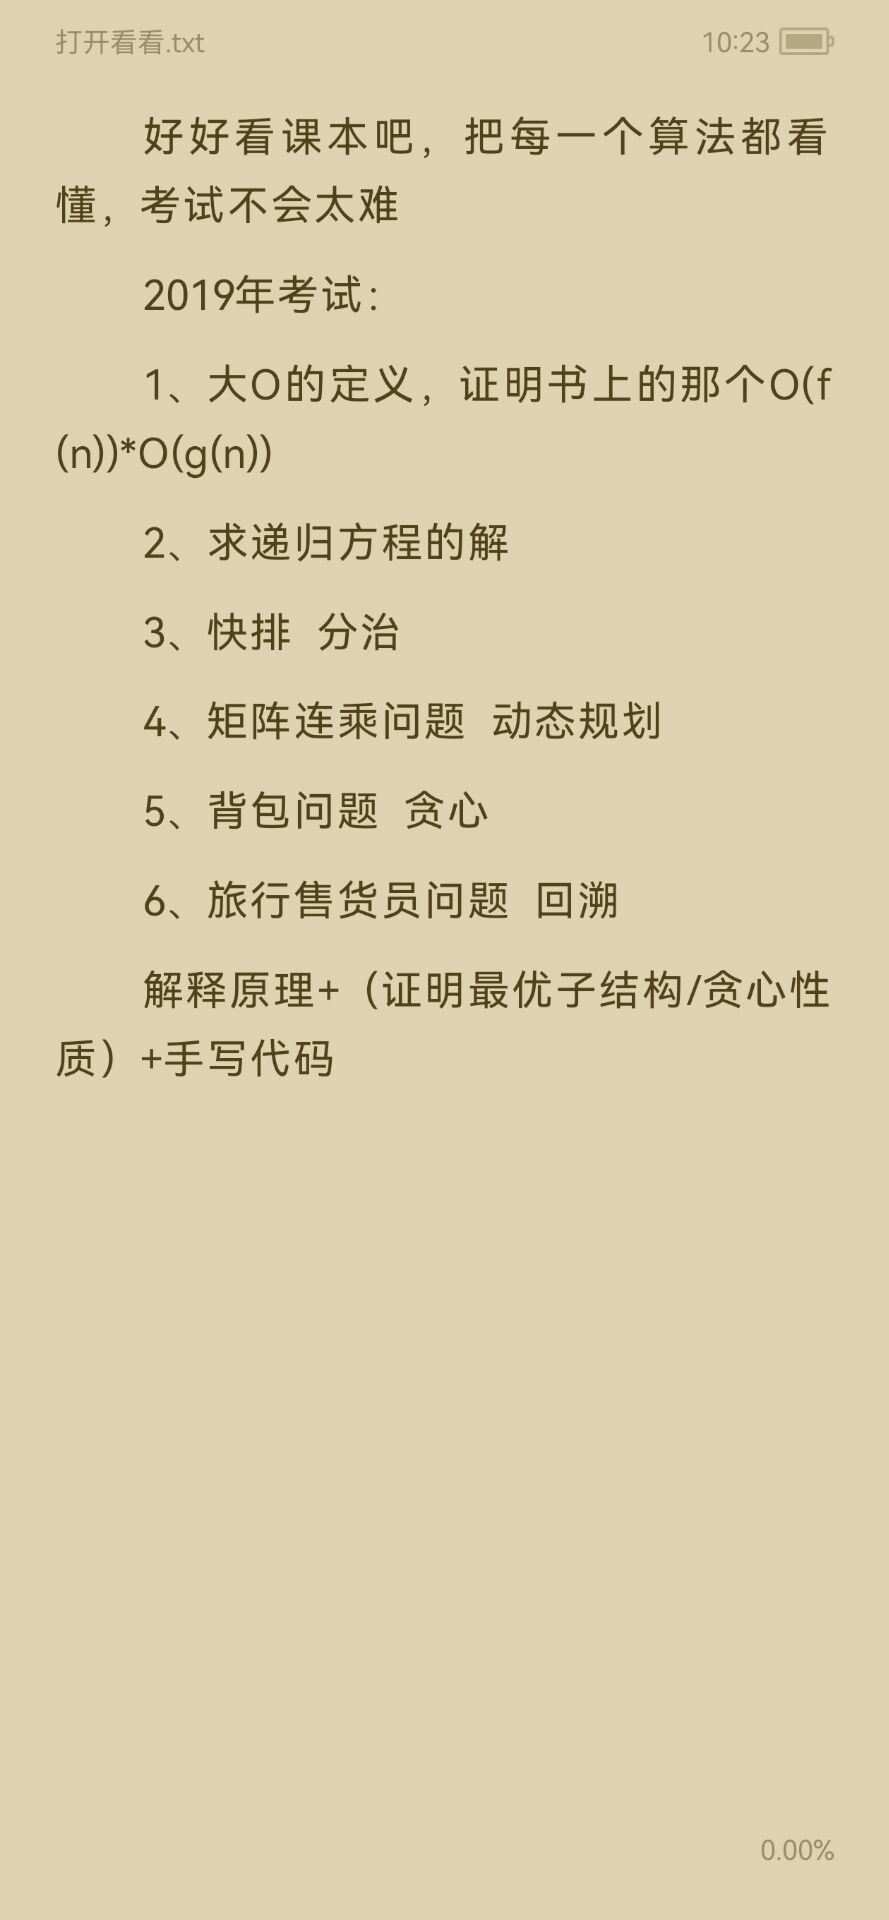 打开看看.txt 10:23
好好看课本吧，把每一个算法都看
懂，考试不会太难
2019年考试：
1、大O的定义，证明书上的那个O(f
(n))*O(g(n))
2、求递归方程的解
3、快排 分治
4、矩阵连乘问题 动态规划
5、背包问题 贪心
6、旅行售货员问题 回溯
解释原理+（证明最优子结构/贪心性
质）+手写代码
0.00%